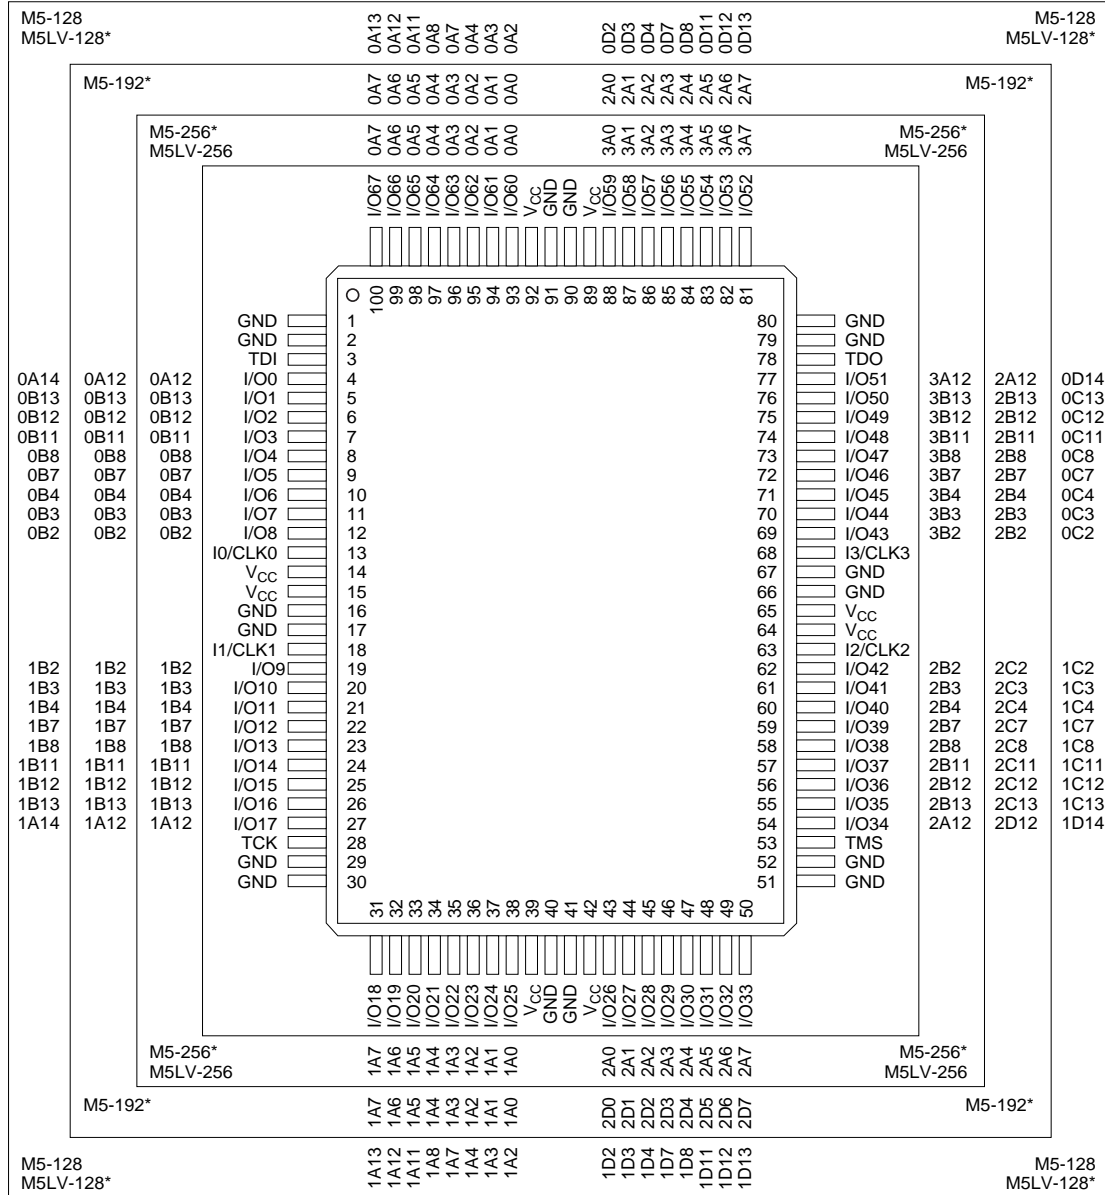 M5-128 M5-128
M5LV-128* M5LV-128*
0A13 0A12 0A11 0A8 0A7 0A4 0A3 0A2 0D2 0D3 0D4 0D7 0D8 0D11 0D12 0D13
M5-192* M5-192*
0A7 0A6 0A5 0A4 0A3 0A2 0A1 0A0 2A0 2A1 2A2 2A3 2A4 2A5 2A6 2A7
M5-256* M5-256*
M5LV-256 M5LV-256
0A7 0A6 0A5 0A4 0A3 0A2 0A1 0A0 3A0 3A1 3A2 3A3 3A4 3A5 3A6 3A7
I/O67 I/O66 I/O65 I/O64 I/O63 I/O62 I/O61 I/O60 VCC GND GND VCC I/O59 I/O58 I/O57 I/O56 I/O55 I/O54 I/O53 I/O52
100 99 98 97 96 95 94 93 92 91 90 89 88 87 86 85 84 83 82 81
GND 1 80 GND
GND 2 79 GND
TDI 3 78 TDO
0A14 0A12 0A12 I/O0 4 77 I/O51 3A12 2A12 0D14
0B13 0B13 0B13 I/O1 5 76 I/O50 3B13 2B13 0C13
0B12 0B12 0B12 I/O2 6 75 I/O49 3B12 2B12 0C12
0B11 0B11 0B11 I/O3 7 74 I/O48 3B11 2B11 0C11
0B8 0B8 0B8 I/O4 8 73 I/O47 3B8 2B8 0C8
0B7 0B7 0B7 I/O5 9 72 I/O46 3B7 2B7 0C7
0B4 0B4 0B4 I/O6 10 71 I/O45 3B4 2B4 0C4
0B3 0B3 0B3 I/O7 11 70 I/O44 3B3 2B3 0C3
0B2 0B2 0B2 I/O8 12 69 I/O43 3B2 2B2 0C2
I0/CLK0 13 68 I3/CLK3
VCC 14 67 GND
VCC 15 66 GND
GND 16 65 VCC
GND 17 64 VCC
I1/CLK1 18 63 I2/CLK2
1B2 1B2 1B2 I/O9 19 62 I/O42 2B2 2C2 1C2
1B3 1B3 1B3 I/O10 20 61 I/O41 2B3 2C3 1C3
1B4 1B4 1B4 I/O11 21 60 I/O40 2B4 2C4 1C4
1B7 1B7 1B7 I/O12 22 59 I/O39 2B7 2C7 1C7
1B8 1B8 1B8 I/O13 23 58 I/O38 2B8 2C8 1C8
1B11 1B11 1B11 I/O14 24 57 I/O37 2B11 2C11 1C11
1B12 1B12 1B12 I/O15 25 56 I/O36 2B12 2C12 1C12
1B13 1B13 1B13 I/O16 26 55 I/O35 2B13 2C13 1C13
1A14 1A12 1A12 I/O17 27 54 I/O34 2A12 2D12 1D14
TCK 28 53 TMS
GND 29 52 GND
GND 30 51 GND
31 32 33 34 35 36 37 38 39 40 41 42 43 44 45 46 47 48 49 50
I/O18 I/O19 I/O20 I/O21 I/O22 I/O23 I/O24 I/O25 VCC GND GND VCC I/O26 I/O27 I/O28 I/O29 I/O30 I/O31 I/O32 I/O33
M5-256* M5-256*
M5LV-256 M5LV-256
1A7 1A6 1A5 1A4 1A3 1A2 1A1 1A0 2A0 2A1 2A2 2A3 2A4 2A5 2A6 2A7
M5-192* M5-192*
1A7 1A6 1A5 1A4 1A3 1A2 1A1 1A0 2D0 2D1 2D2 2D3 2D4 2D5 2D6 2D7
M5-128 M5-128
M5LV-128* M5LV-128*
1A13 1A12 1A11 1A8 1A7 1A4 1A3 1A2 1D2 1D3 1D4 1D7 1D8 1D11 1D12 1D13